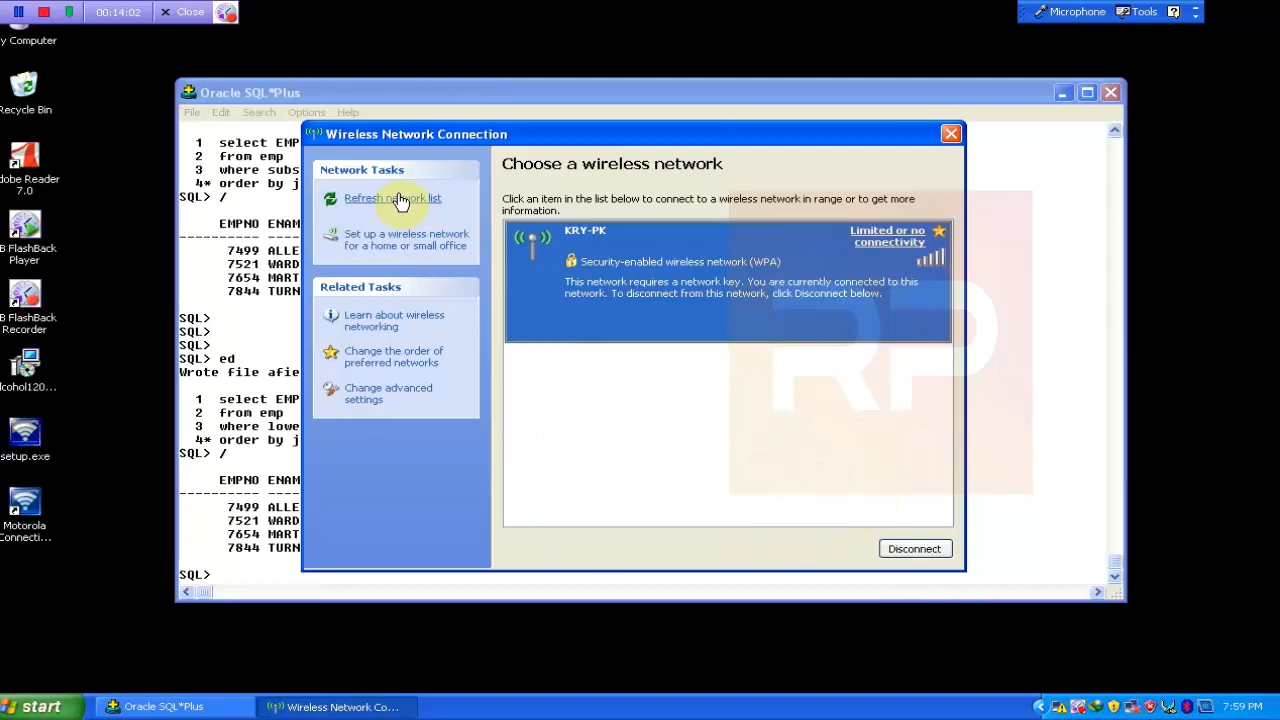 00:14:02
Close
Microphone
Tools
y Computer
Recycle Bin
dobe Reader
7.0
B FlashBack
Player
B FlashBack
Recorder
lcohol120...
setup.exe
Motorola
Connecti...
Oracle SQL*Plus
File Edit Search Options Help
1 select EMP
2 from emp
3 where subs
4* order by j
SQL> /
EMPNO ENAM
7499 ALLE
7521 WARD
7654 MART
7844 TURN
SQL>
SQL>
SQL>
SQL> ed
Wrote file afie
1 select EMP
2 from emp
3 where lowe
4* order by j
SQL> /
EMPNO ENAM
7499 ALLE
7521 WARD
7654 MART
7844 TURN
SQL>
Wireless Network Connection
Network Tasks
Refresh network list
Set up a wireless network
for a home or small office
Related Tasks
Learn about wireless
networking
Change the order of
preferred networks
Change advanced
settings
Choose a wireless network
Click an item in the list below to connect to a wireless network in range or to get more
information.
KRY-PK
Limited or no
connectivity
Security-enabled wireless network (WPA)
This network requires a network key. You are currently connected to this
network. To disconnect from this network, click Disconnect below.
RP
Disconnect
start
Oracle SQL*Plus
Wireless Network Co...
7:59 PM